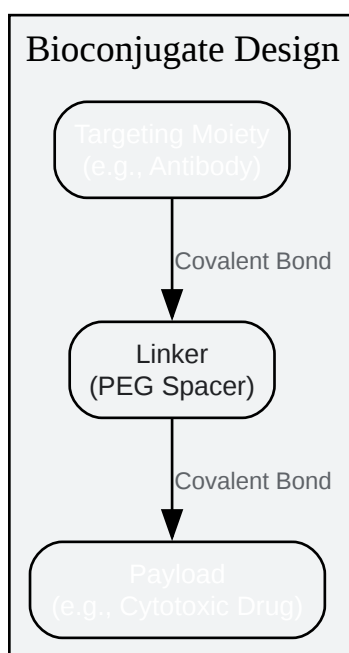 Bioconjugate Design
Targeting Moiety
(e.g., Antibody)
Covalent Bond
Linker
(PEG Spacer)
Covalent Bond
Payload
(e.g., Cytotoxic Drug)